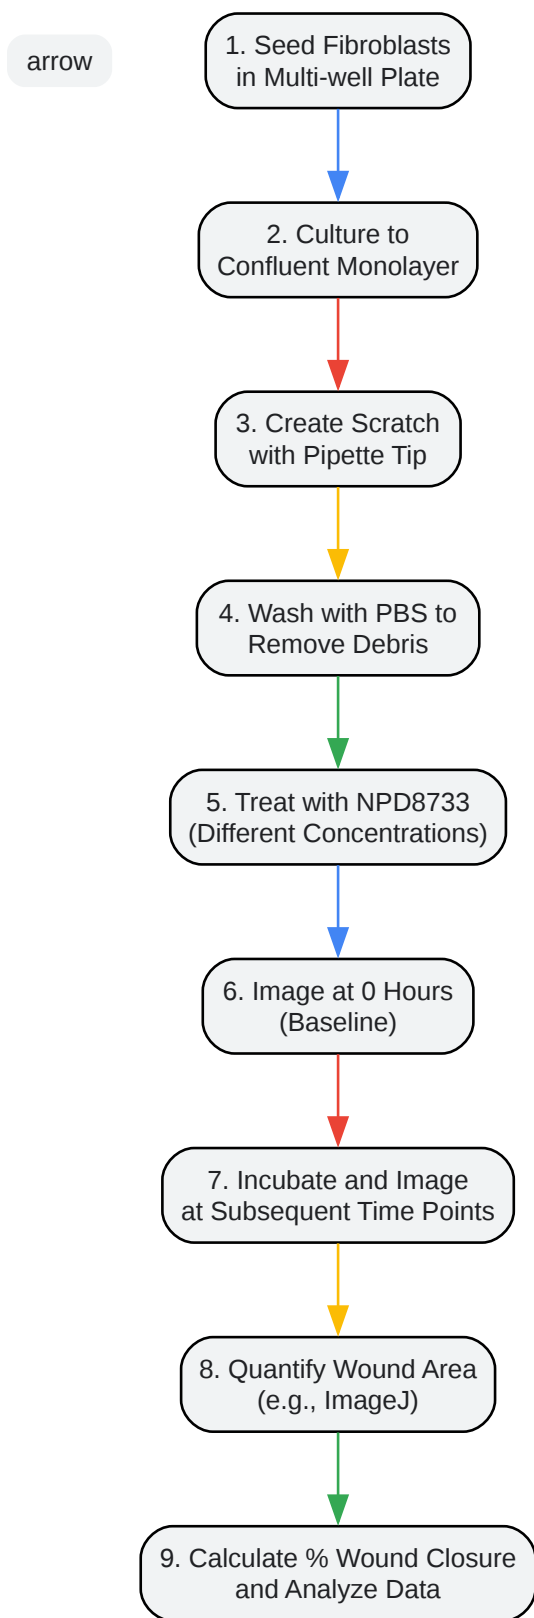 arrow
1. Seed Fibroblasts
in Multi-well Plate
2. Culture to
Confluent Monolayer
3. Create Scratch
with Pipette Tip
4. Wash with PBS to
Remove Debris
5. Treat with NPD8733
(Different Concentrations)
6. Image at 0 Hours
(Baseline)
7. Incubate and Image
at Subsequent Time Points
8. Quantify Wound Area
(e.g., ImageJ)
9. Calculate % Wound Closure
and Analyze Data